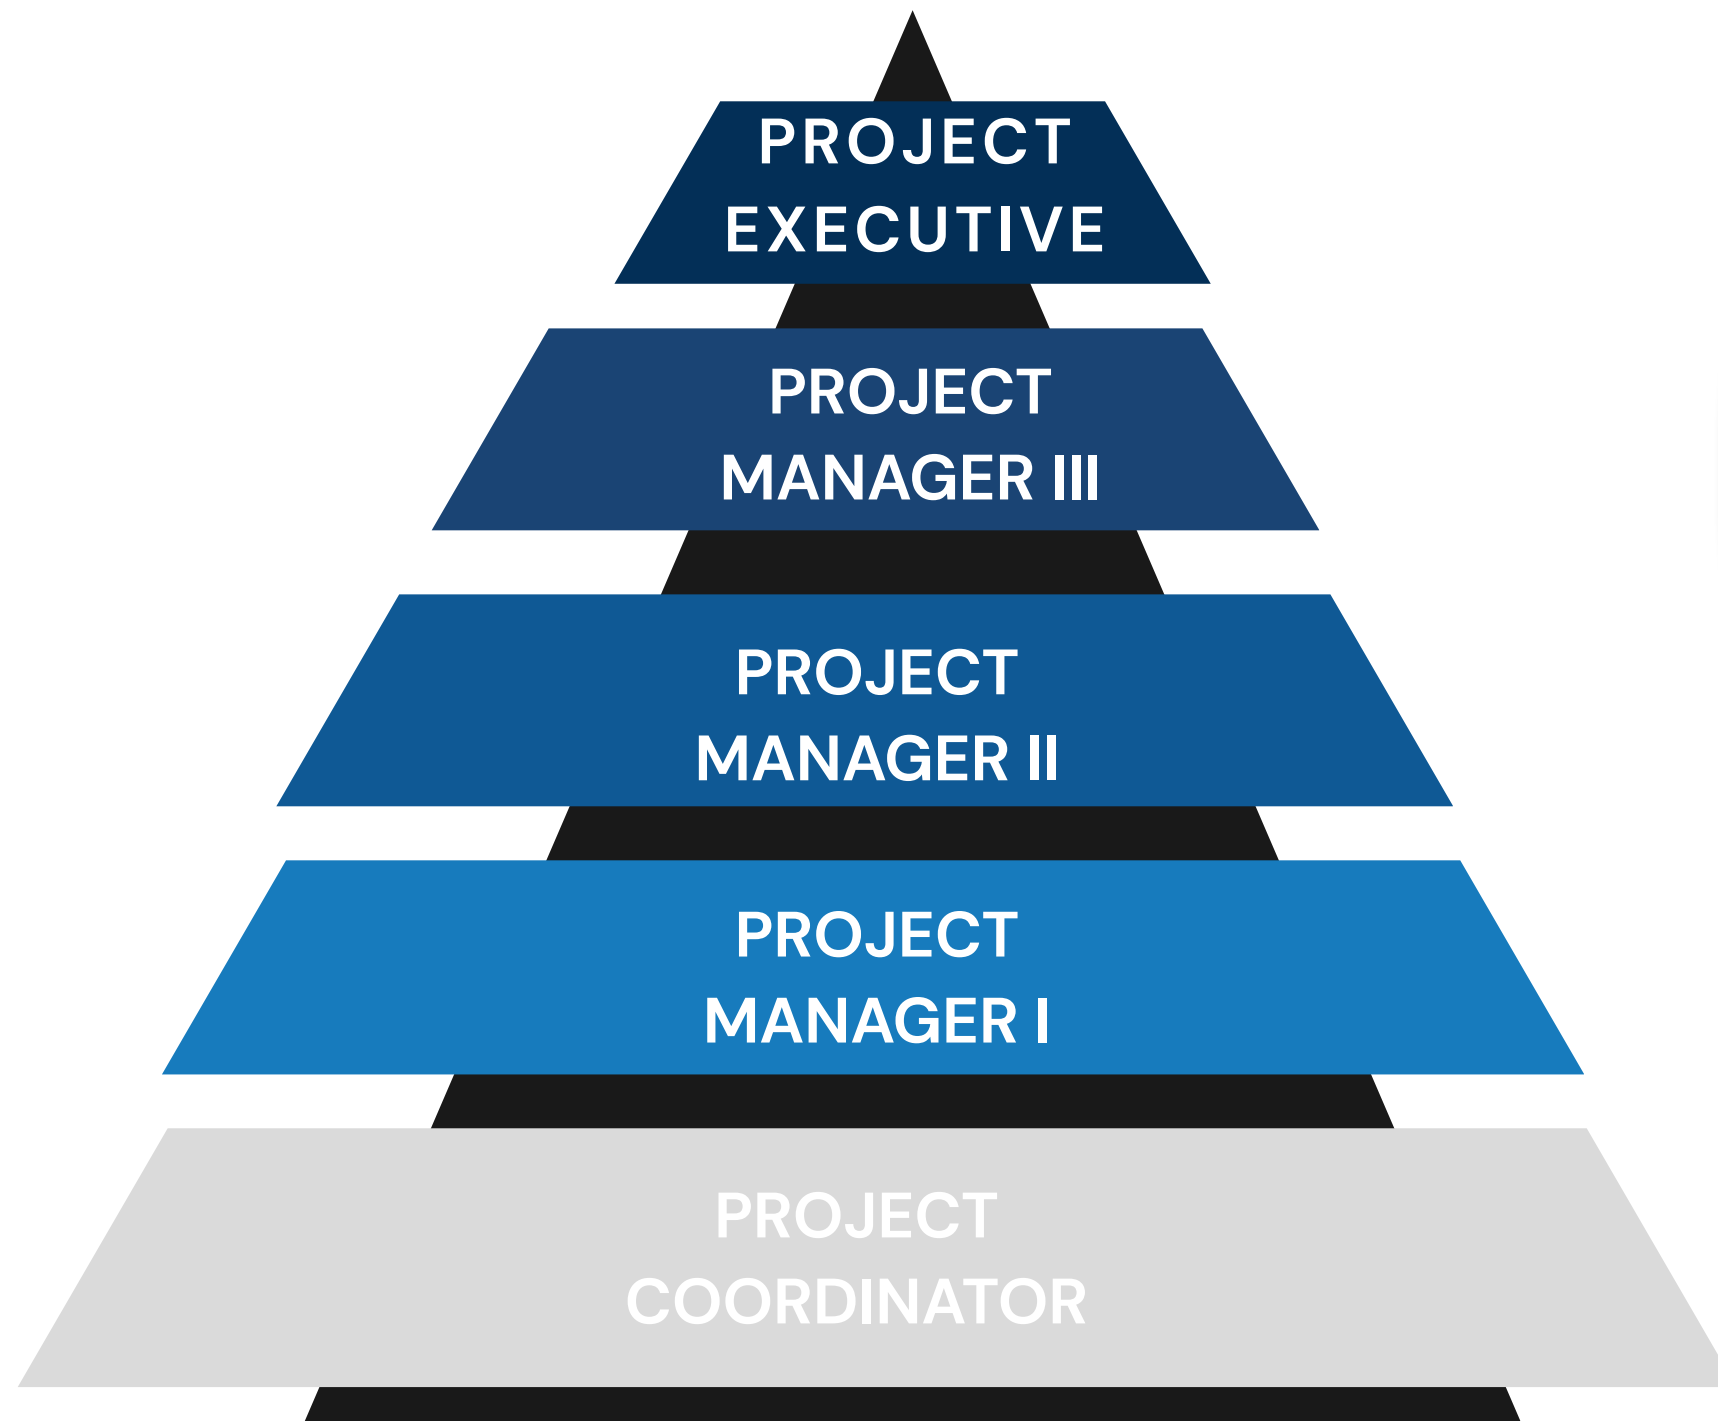 PROJECT
EXECUTIVE
PROJECT
MANAGER III
PROJECT
MANAGER II
PROJECT
MANAGER I
PROJECT
COORDINATOR